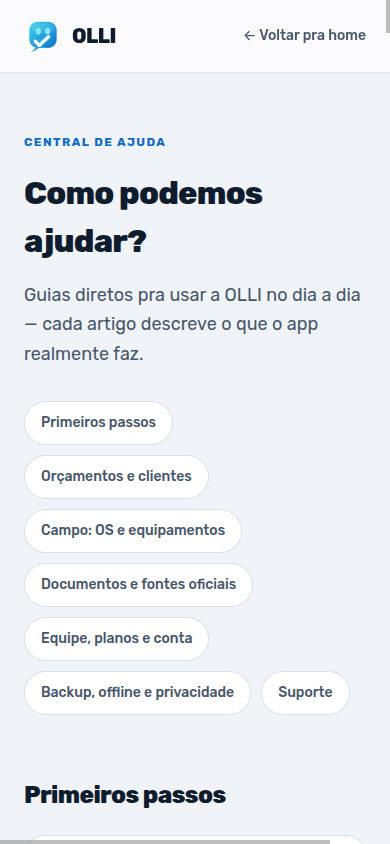 OLLI
← Voltar pra home
CENTRAL DE AJUDA
Como podemos
ajudar?
Guias diretos pra usar a OLLI no dia a dia
— cada artigo descreve o que o app
realmente faz.
Primeiros passos
Orçamentos e clientes
Campo: OS e equipamentos
Documentos e fontes oficiais
Equipe, planos e conta
Backup, offline e privacidade
Suporte
Primeiros passos